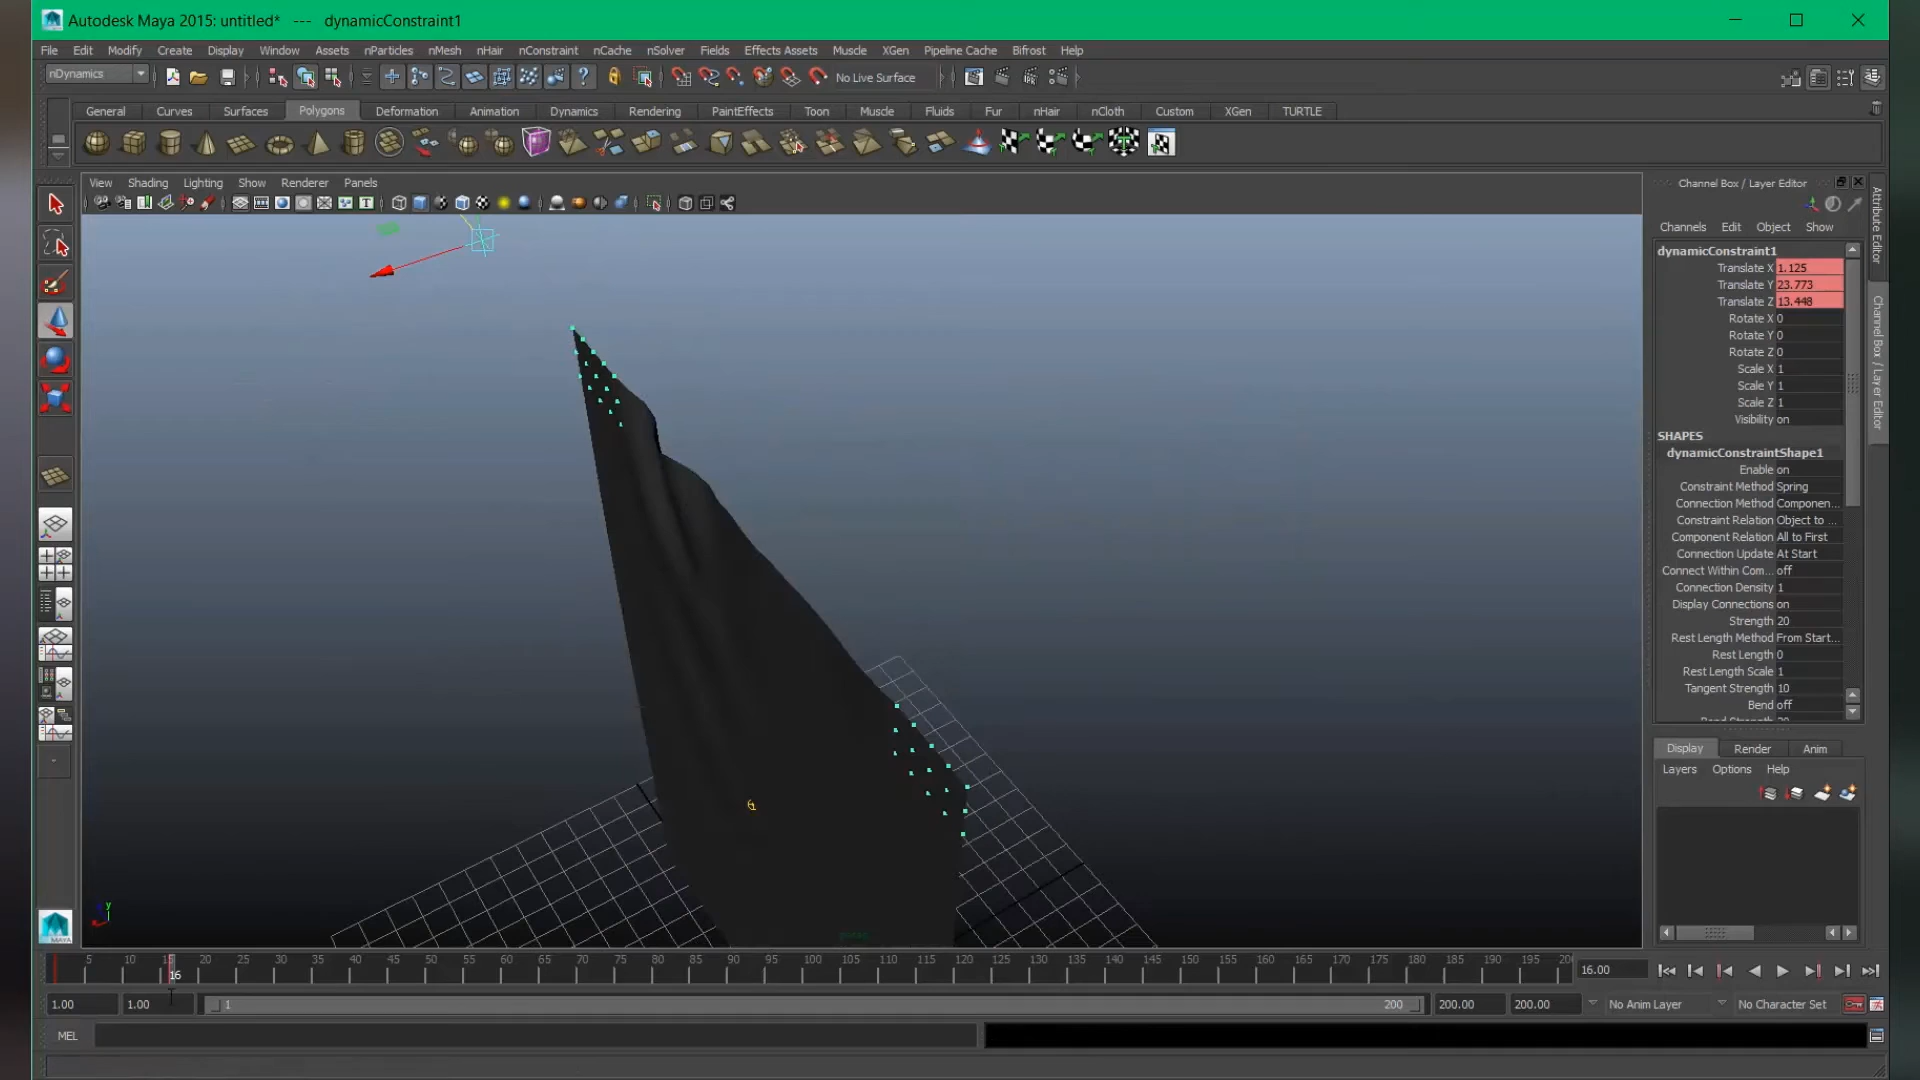 Autodesk Maya 2015: untitled* --- dynamicConstraint1
File Edit Modify Create Display Window Assets nParticles nMesh nHair nConstraint nCache nSolver Fields Effects Assets Muscle XGen Pipeline Cache Bifrost Help
nDynamics No Live Surface
General Curves Surfaces Polygons Deformation Animation Dynamics Rendering PaintEffects Toon Muscle Fluids Fur nHair nCloth Custom XGen TURTLE
View Shading Lighting Show Renderer Panels
Channel Box / Layer Editor
Channels Edit Object Show
dynamicConstraint1
Translate X 1.125
Translate Y 23.773
Translate Z 13.448
Rotate X 0
Rotate Y 0
Rotate Z 0
Scale X 1
Scale Y 1
Scale Z 1
Visibility on
SHAPES
dynamicConstraintShape1
Enable on
Constraint Method Spring
Connection Method Componen...
Constraint Relation Object to ...
Component Relation All to First
Connection Update At Start
Connect Within Com... off
Connection Density 1
Display Connections on
Strength 20
Rest Length Method From Start...
Rest Length 0
Rest Length Scale 1
Tangent Strength 10
Bend off
Attribute Editor
Channel Box / Layer Editor
Display Render Anim
Layers Options Help
y
MAYA
5 10 15 20 25 30 35 40 45 50 55 60 65 70 75 80 85 90 95 100 105 110 115 120 125 130 135 140 145 150 155 160 165 170 175 180 185 190 195 20
16
16.00
1.00 1.00 1 200 200.00 200.00 No Anim Layer No Character Set
MEL